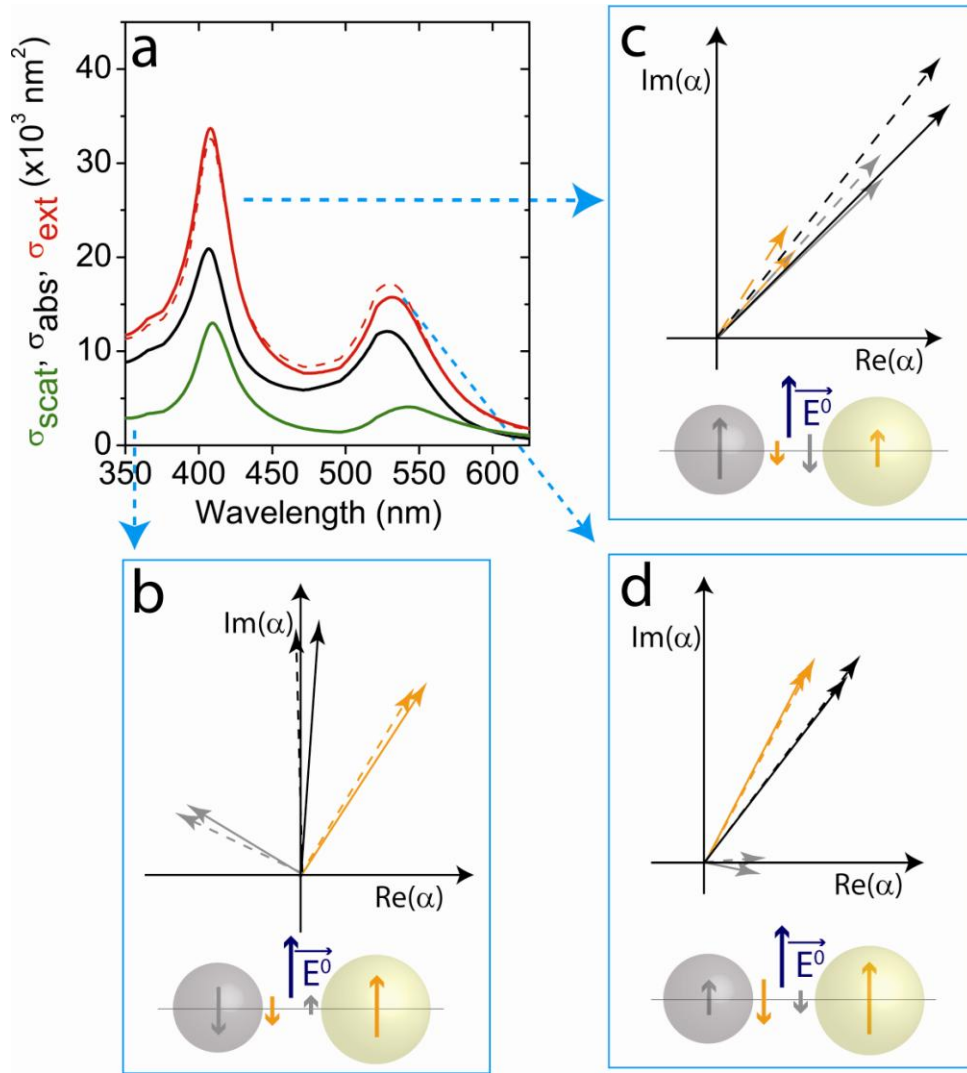 a
σscat, σabs, σext (x10³ nm²)
40
30
20
10
0
350 400 450 500 550 600
Wavelength (nm)
c
Im(α)
Re(α)
E⁰
b
Im(α)
Re(α)
E⁰
d
Im(α)
Re(α)
E⁰